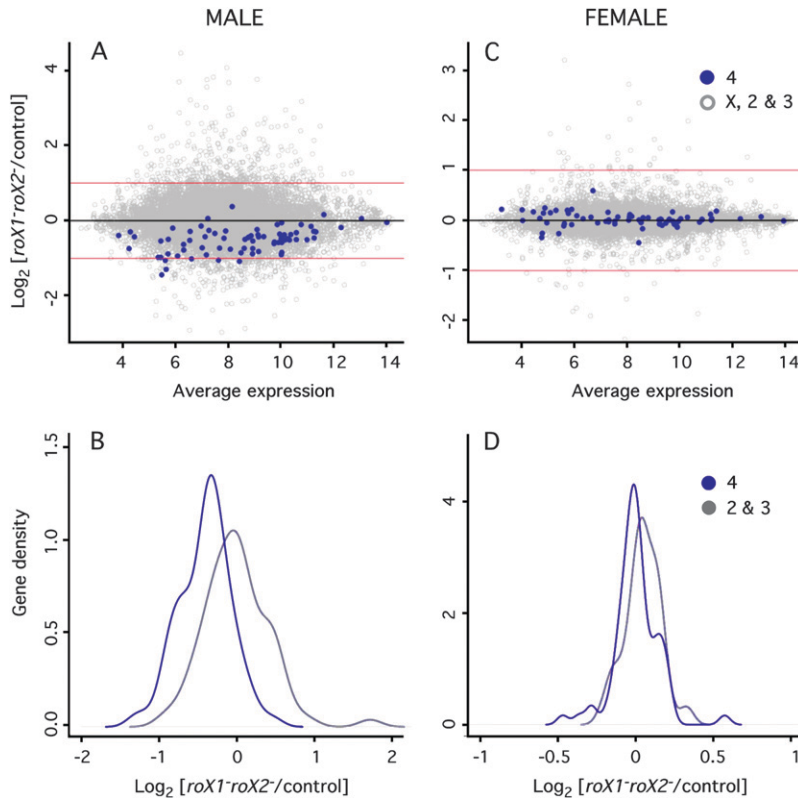 MALE
FEMALE
A
4
2
0
-2
Log2 [roX1⁻roX2⁻/control]
4 6 8 10 12 14
Average expression
C
3
2
1
0
-1
-2
4
X, 2 & 3
4 6 8 10 12 14
Average expression
B
1.5
1.0
0.5
0.0
Gene density
-2 -1 0 1 2
Log2 [roX1⁻roX2⁻/control]
D
4
2
0
4
2 & 3
-1 -0.5 0 0.5 1
Log2 [roX1⁻roX2⁻/control]